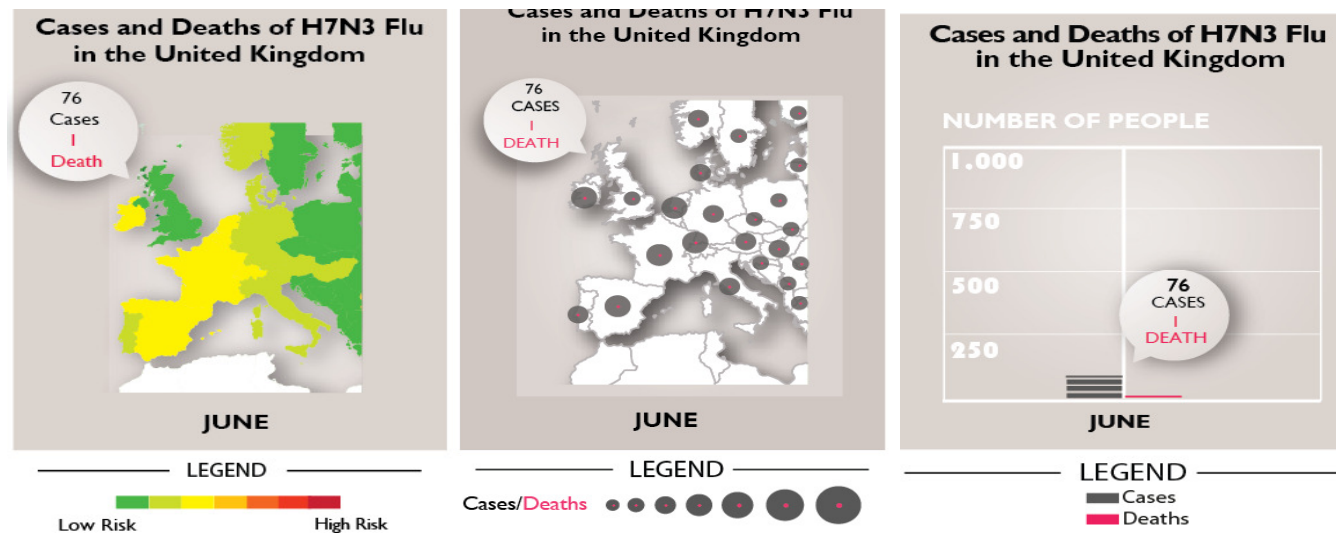 Cases and Deaths of H7N3 Flu
in the United Kingdom
76
Cases
1
Death
JUNE
LEGEND
Low Risk
High Risk
Cases and Deaths of H7N3 Flu
in the United Kingdom
76
CASES
1
DEATH
JUNE
LEGEND
Cases/Deaths
Cases and Deaths of H7N3 Flu
in the United Kingdom
NUMBER OF PEOPLE
1.000
750
500
250
76
CASES
1
DEATH
JUNE
LEGEND
Cases
Deaths